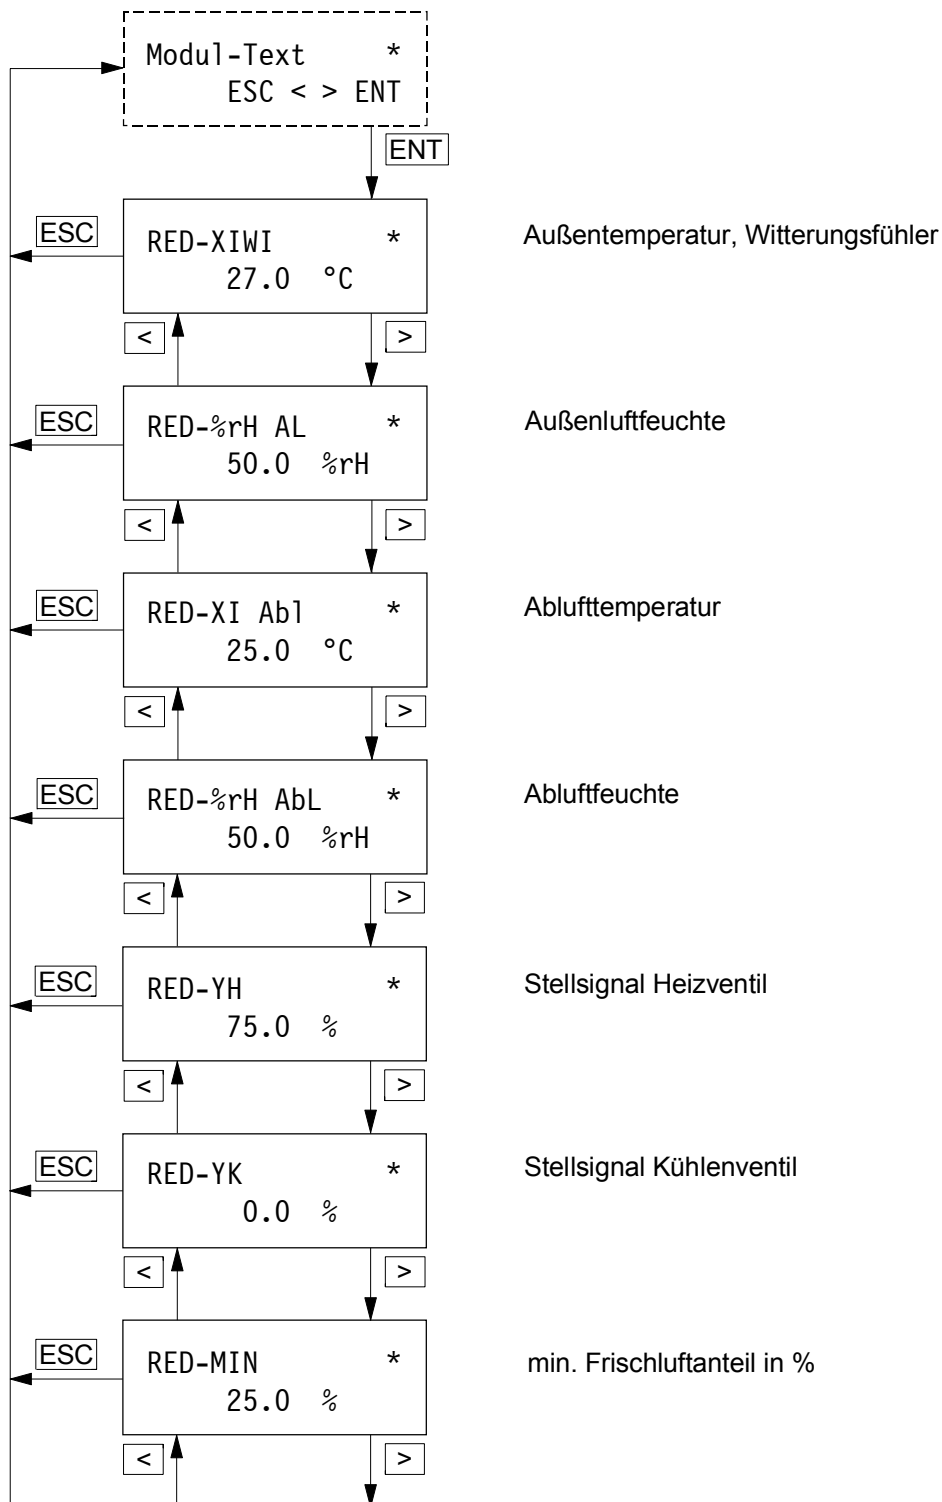 Modul-Text *
ESC < > ENT
ENT
ESC
RED-XIWI *
27.0 °C
Außentemperatur, Witterungsfühler
< >
ESC
RED-%rH AL *
50.0 %rH
Außenluftfeuchte
< >
ESC
RED-XI Abl *
25.0 °C
Ablufttemperatur
< >
ESC
RED-%rH AbL *
50.0 %rH
Abluftfeuchte
< >
ESC
RED-YH *
75.0 %
Stellsignal Heizventil
< >
ESC
RED-YK *
0.0 %
Stellsignal Kühlenventil
< >
ESC
RED-MIN *
25.0 %
min. Frischluftanteil in %
< >